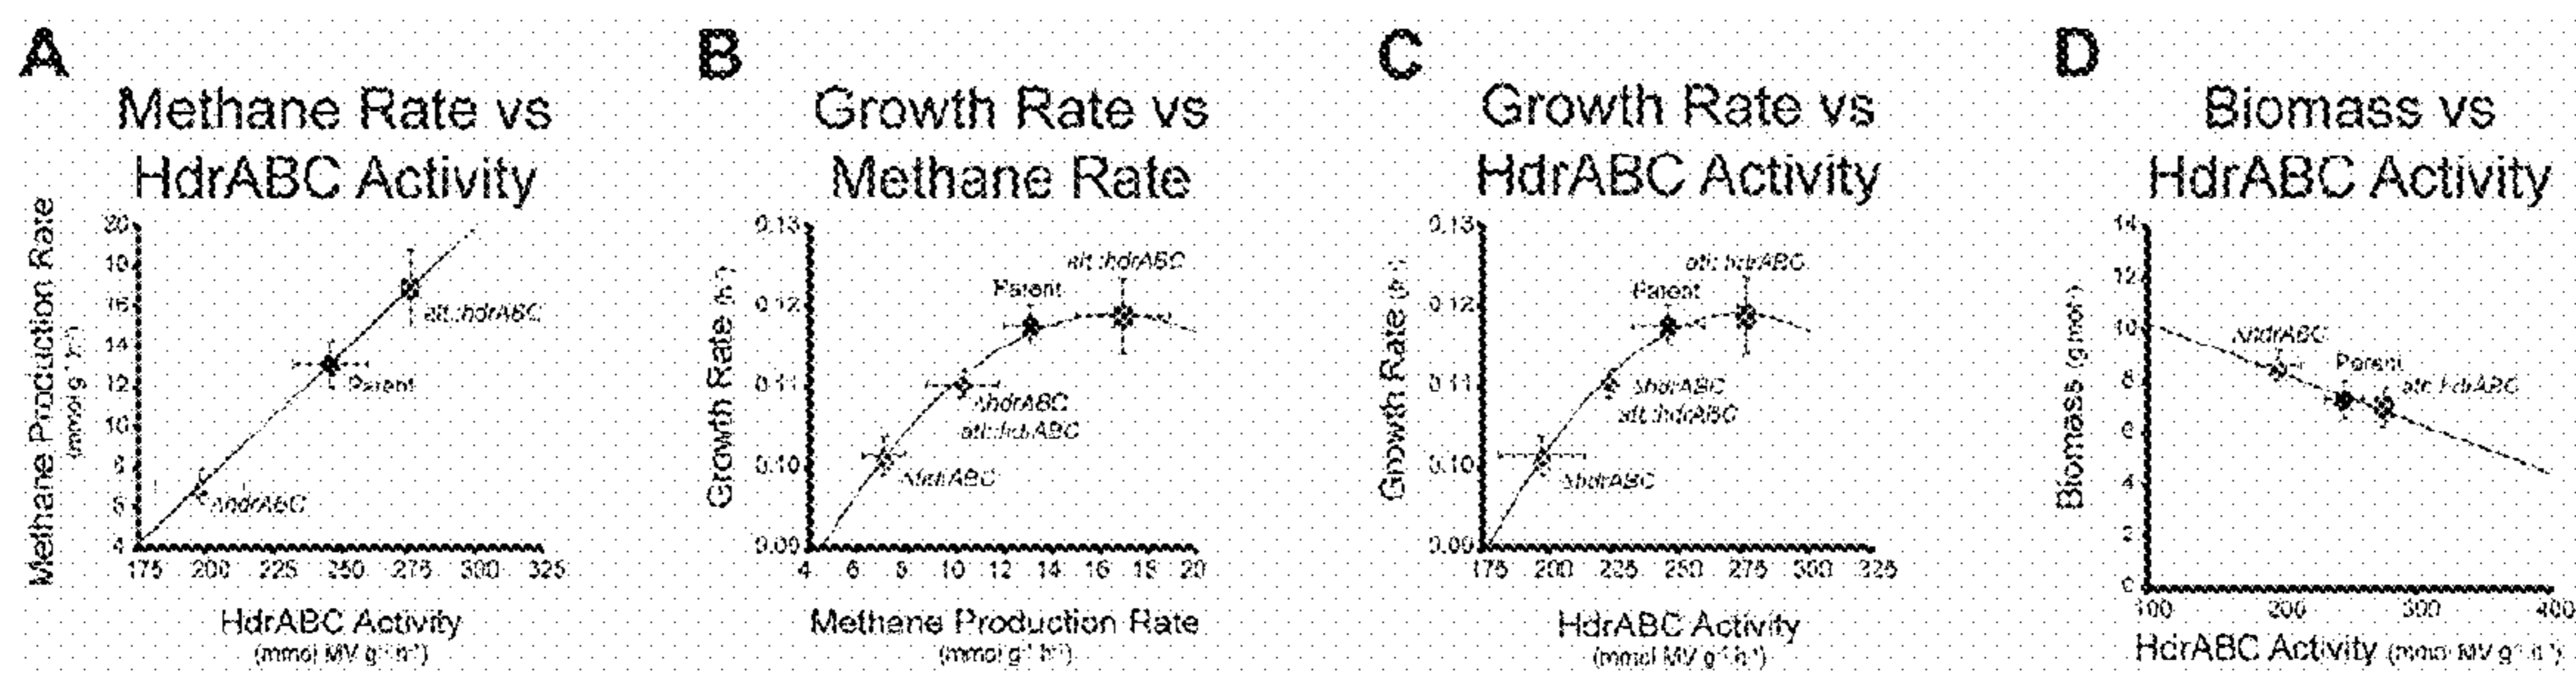 A
Methane Rate vs
HdrABC Activity
Methane Production Rate
(mmol g⁻¹ h⁻¹)
20
16
14
12
10
8
6
4
att::hdrABC
Parent
ΔhdrABC
175 200 225 250 275 300 325
HdrABC Activity
(mmol MV g⁻¹ h⁻¹)
B
Growth Rate vs
Methane Rate
Growth Rate (h⁻¹)
0.13
0.12
0.11
0.10
0.09
att::hdrABC
Parent
ΔhdrABC
att::hdrABC
ΔhdrABC
4 6 8 10 12 14 16 18 20
Methane Production Rate
(mmol g⁻¹ h⁻¹)
C
Growth Rate vs
HdrABC Activity
Growth Rate (h⁻¹)
0.13
0.12
0.11
0.10
0.09
att::hdrABC
Parent
ΔhdrABC
att::hdrABC
ΔhdrABC
175 200 225 250 275 300 325
HdrABC Activity
(mmol MV g⁻¹ h⁻¹)
D
Biomass vs
HdrABC Activity
Biomass (g mol⁻¹)
14
12
10
8
6
4
2
0
ΔhdrABC
Parent
att::hdrABC
100 200 300 400
HdrABC Activity (mmol MV g⁻¹ h⁻¹)